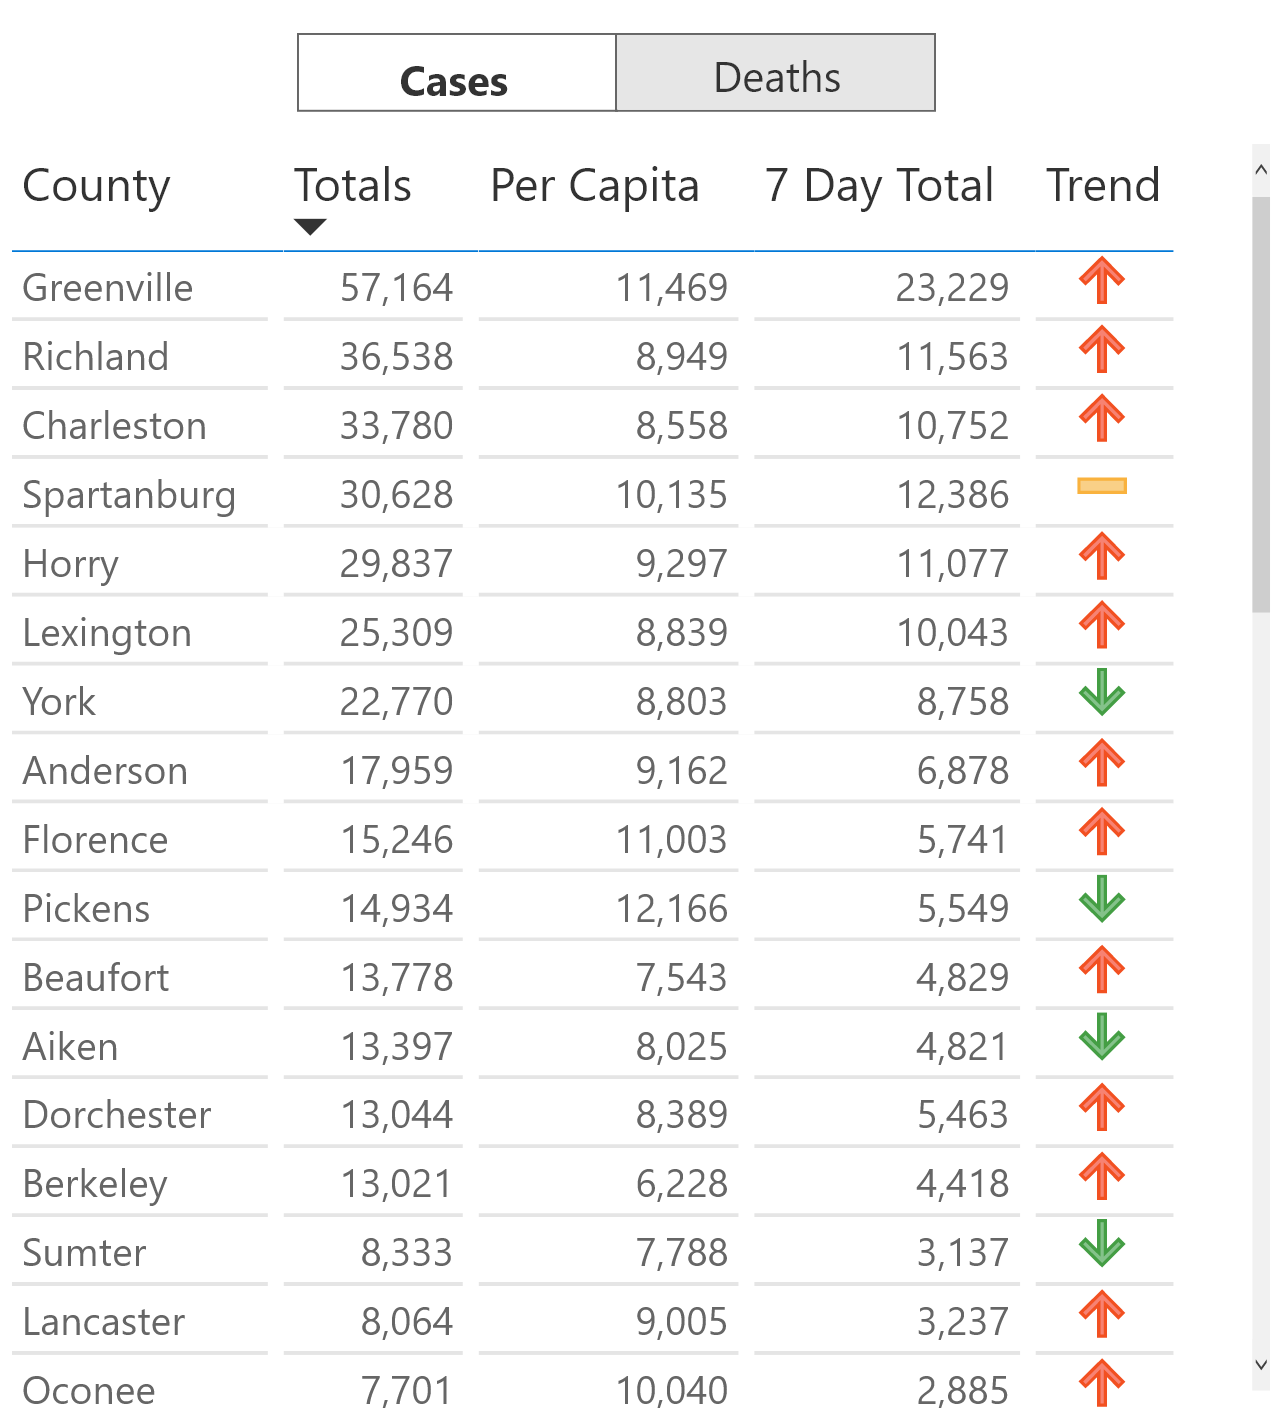 Cases Deaths
County Totals Per Capita 7 Day Total Trend
Greenville 57,164 11,469 23,229
Richland 36,538 8,949 11,563
Charleston 33,780 8,558 10,752
Spartanburg 30,628 10,135 12,386
Horry 29,837 9,297 11,077
Lexington 25,309 8,839 10,043
York 22,770 8,803 8,758
Anderson 17,959 9,162 6,878
Florence 15,246 11,003 5,741
Pickens 14,934 12,166 5,549
Beaufort 13,778 7,543 4,829
Aiken 13,397 8,025 4,821
Dorchester 13,044 8,389 5,463
Berkeley 13,021 6,228 4,418
Sumter 8,333 7,788 3,137
Lancaster 8,064 9,005 3,237
Oconee 7,701 10,040 2,885